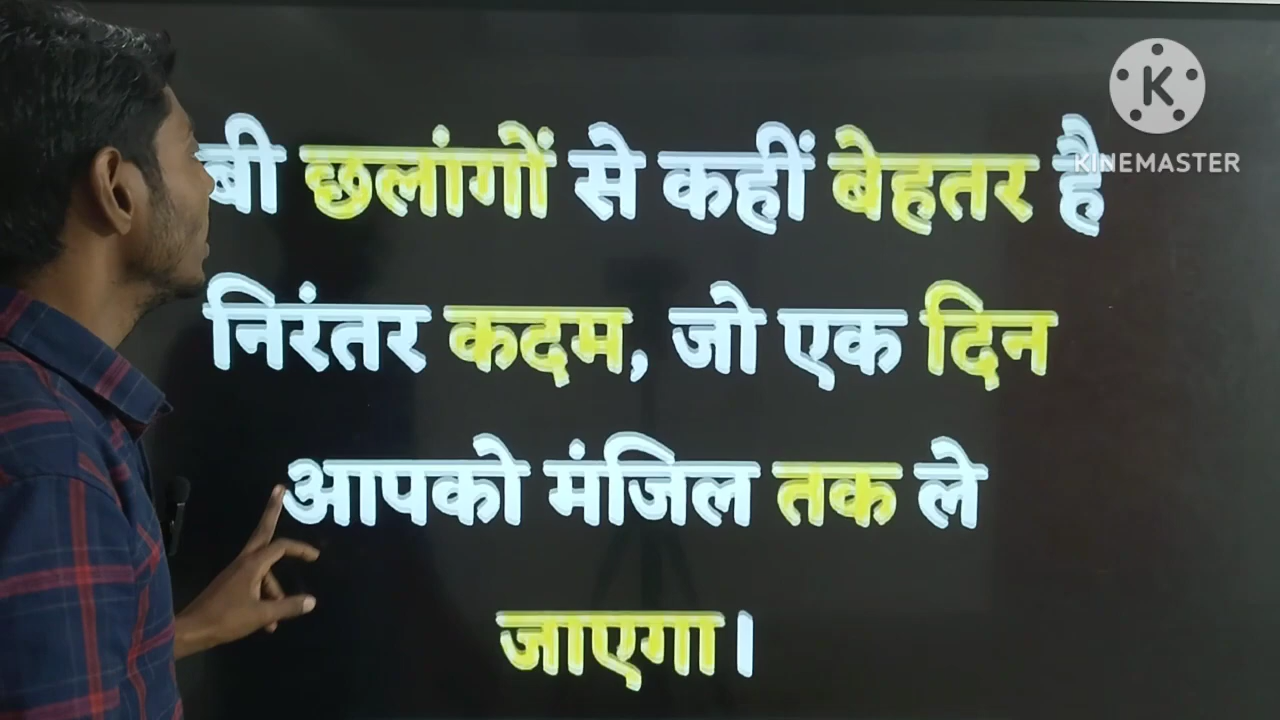 छलांगों से कहीं बेहतर है
निरंतर कदम, जो एक दिन
आपको मंजिल तक ले
जाएगा।
K
KINEMASTER